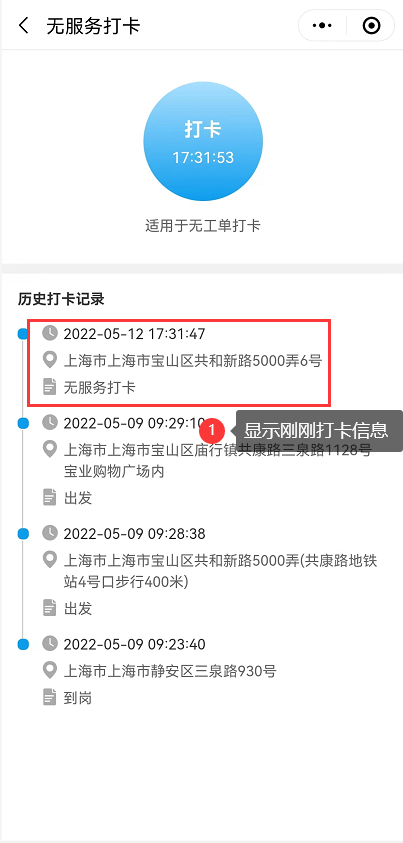 无服务打卡
打卡
17:31:53
适用于无工单打卡
历史打卡记录
2022-05-12 17:31:47
上海市上海市宝山区共和新路5000弄6号
无服务打卡
2022-05-09 09:29:10
1
显示刚刚打卡信息
上海市上海市宝山区庙行镇共康路三泉路1128号
宝业购物广场内
出发
2022-05-09 09:28:38
上海市上海市宝山区共和新路5000弄(共康路地铁
站4号口步行400米)
出发
2022-05-09 09:23:40
上海市上海市静安区三泉路930号
到岗